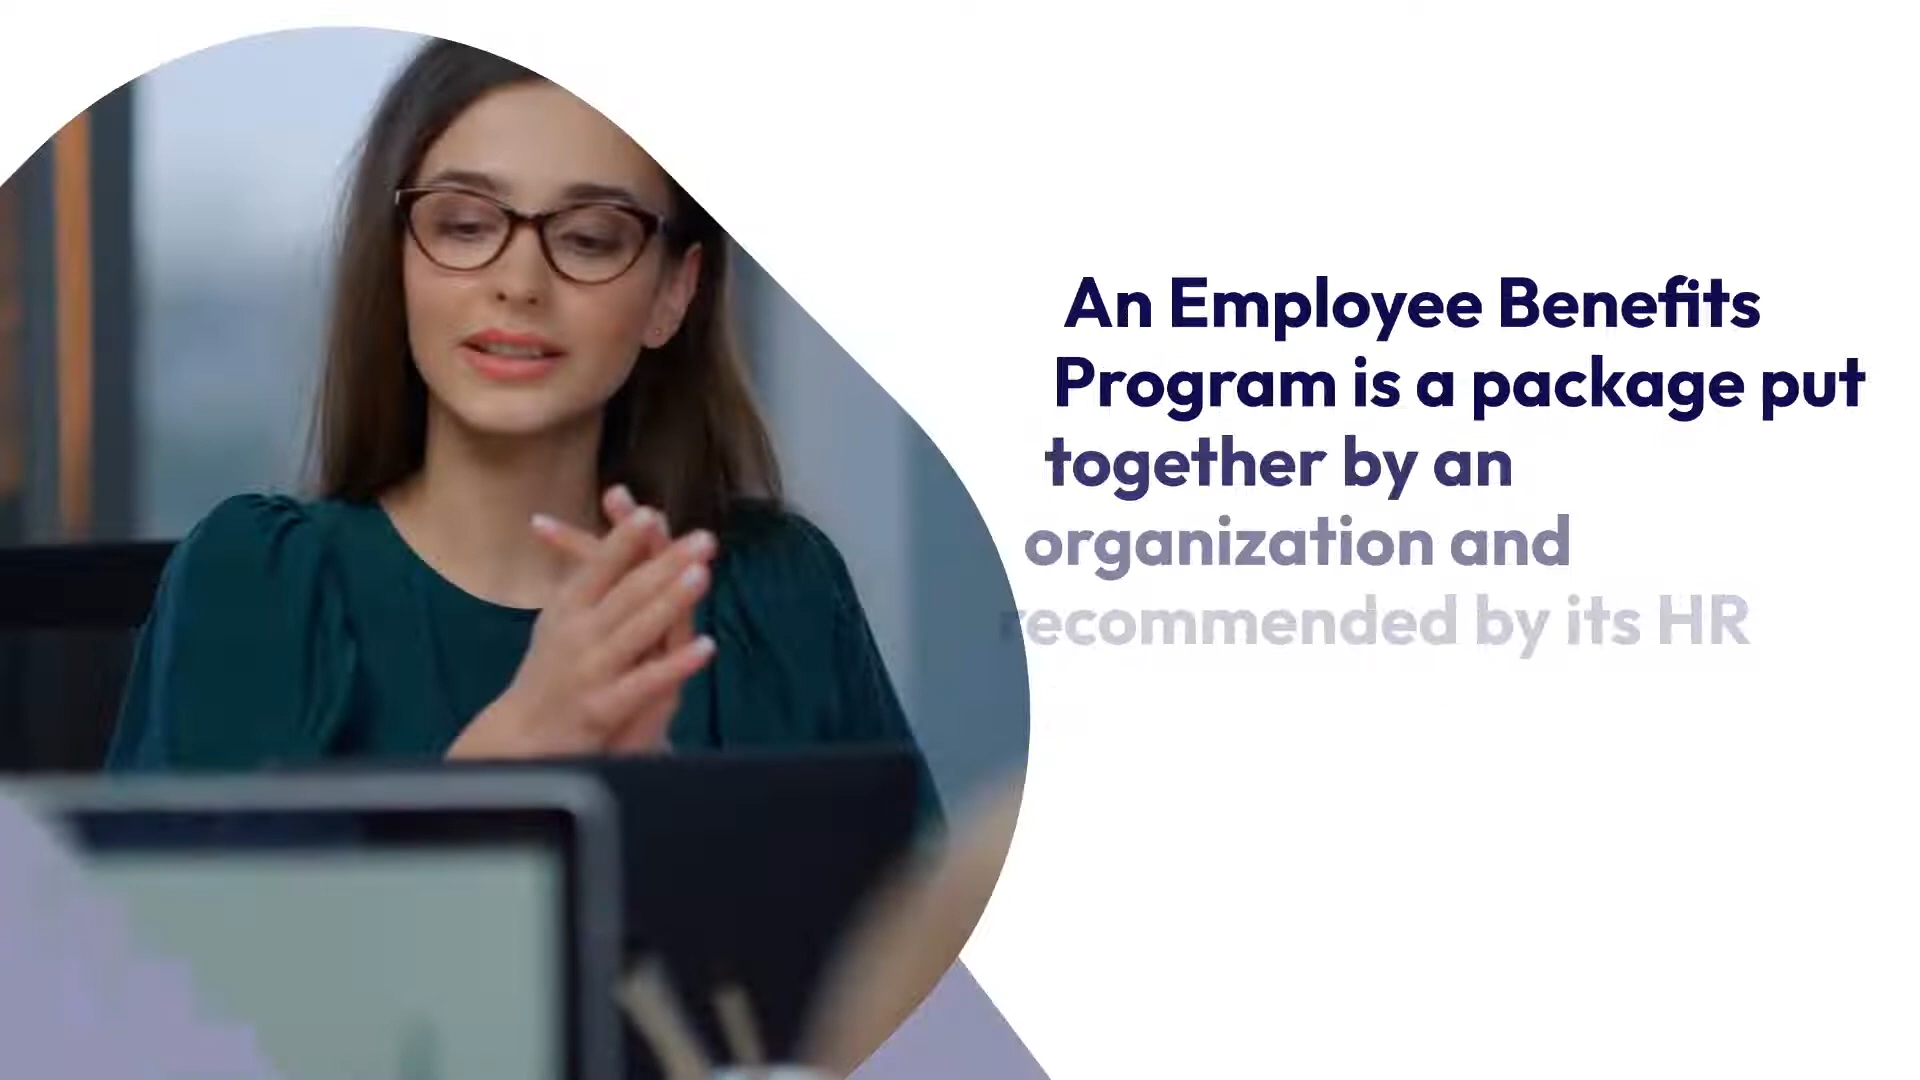 An Employee Benefits
Program is a package put
together by an
organization and
recommended by its HR